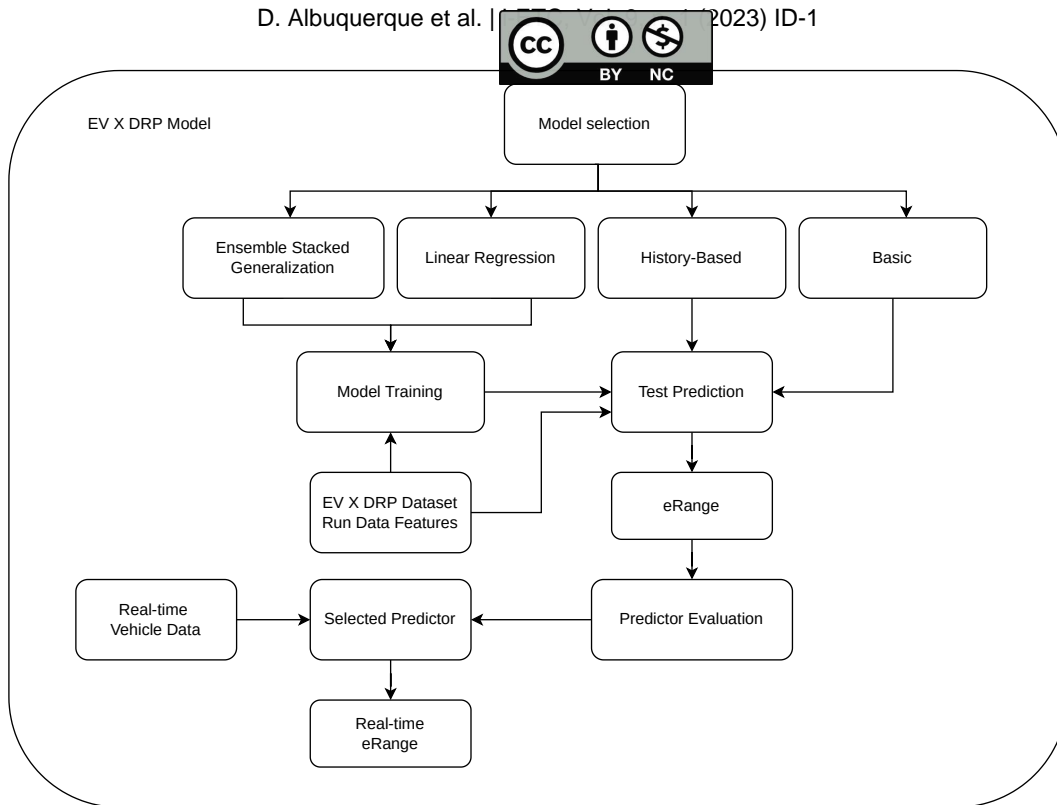 D. Albuquerque et al. | (2023) ID-1
CC
BY NC
EV X DRP Model
Model selection
Ensemble Stacked
Generalization
Linear Regression
History-Based
Basic
Model Training
Test Prediction
EV X DRP Dataset
Run Data Features
eRange
Real-time
Vehicle Data
Selected Predictor
Predictor Evaluation
Real-time
eRange